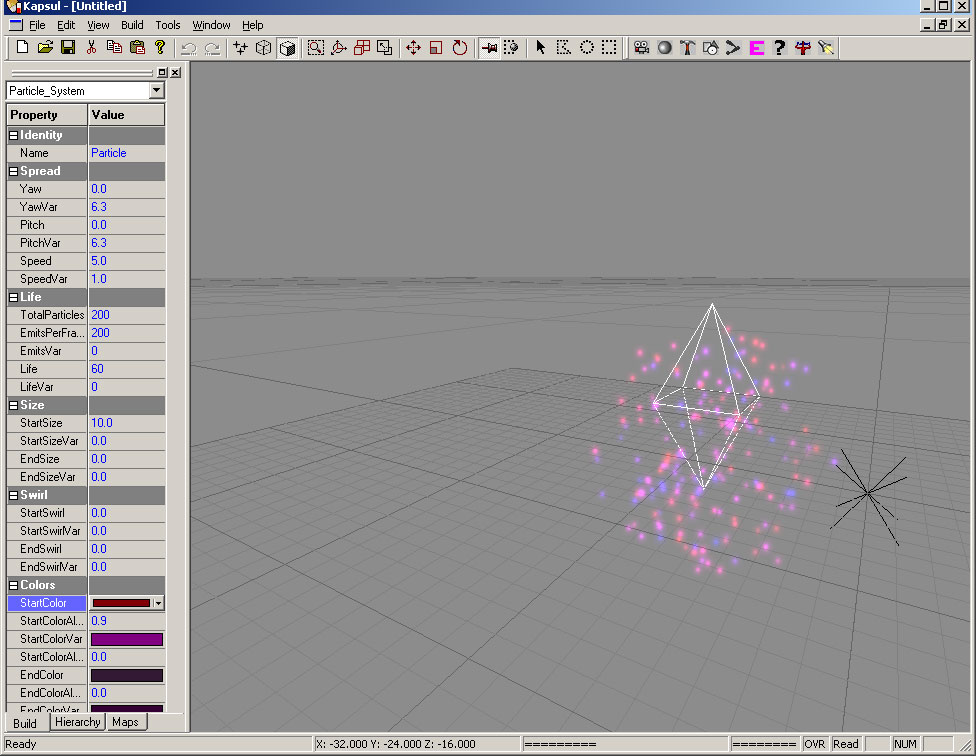 Kapsul - [Untitled]
File Edit View Build Tools Window Help
Particle_System
Property Value
Identity
Name Particle
Spread
Yaw 0.0
YawVar 6.3
Pitch 0.0
PitchVar 6.3
Speed 5.0
SpeedVar 1.0
Life
TotalParticles 200
EmitsPerFra... 200
EmitsVar 0
Life 60
LifeVar 0
Size
StartSize 10.0
StartSizeVar 0.0
EndSize 0.0
EndSizeVar 0.0
Swirl
StartSwirl 0.0
StartSwirlVar 0.0
EndSwirl 0.0
EndSwirlVar 0.0
Colors
StartColor
StartColorAl... 0.9
StartColorVar
StartColorAl... 0.0
EndColor
EndColorAl... 0.0
EndColorVar
Build Hierarchy Maps
Ready X: -32.000 Y: -24.000 Z: -16.000 ========= ======== OVR Read NUM